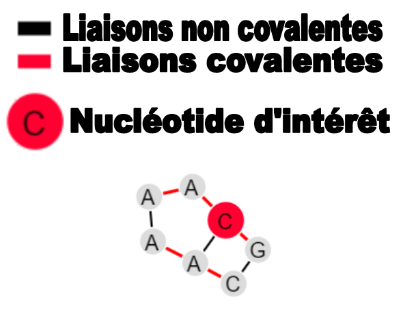 Liaisons non covalentes
Liaisons covalentes
C Nucléotide d'intérêt
A A
C
A G
A
C